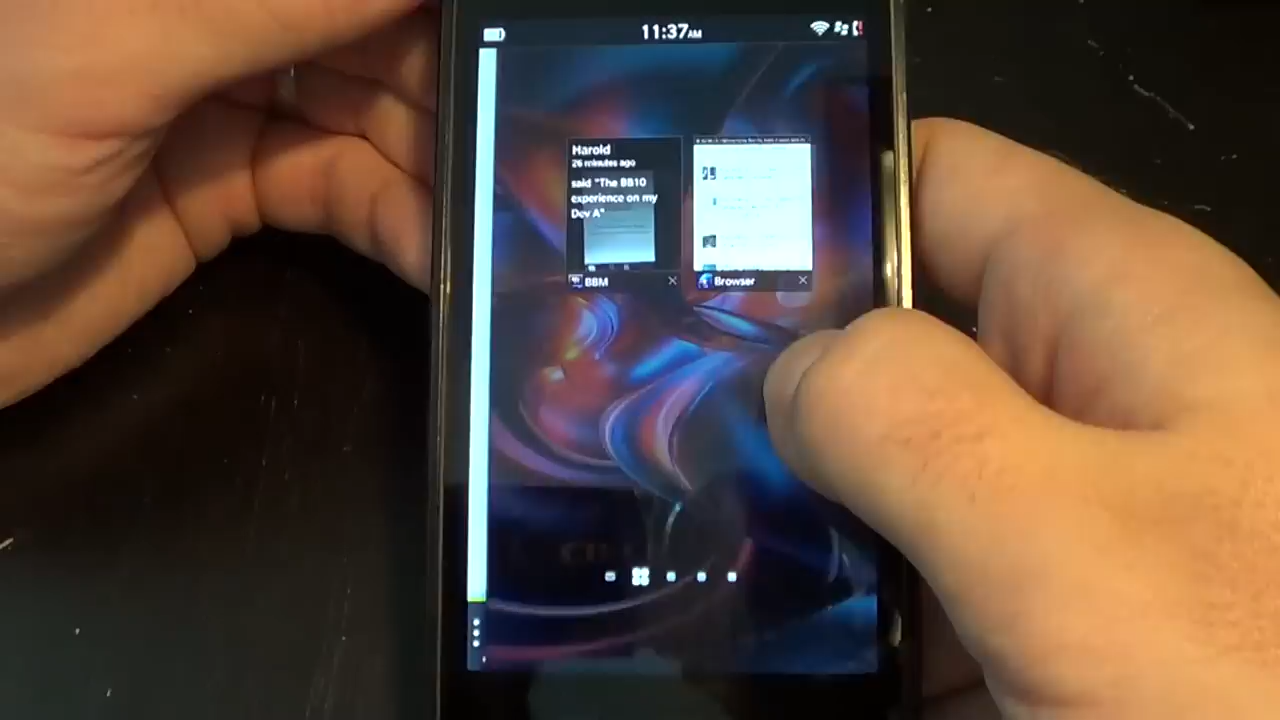 11:37AM
Harold
26 minutes ago
said "The BB10
experience on my
Dev A"
BBM
Browser